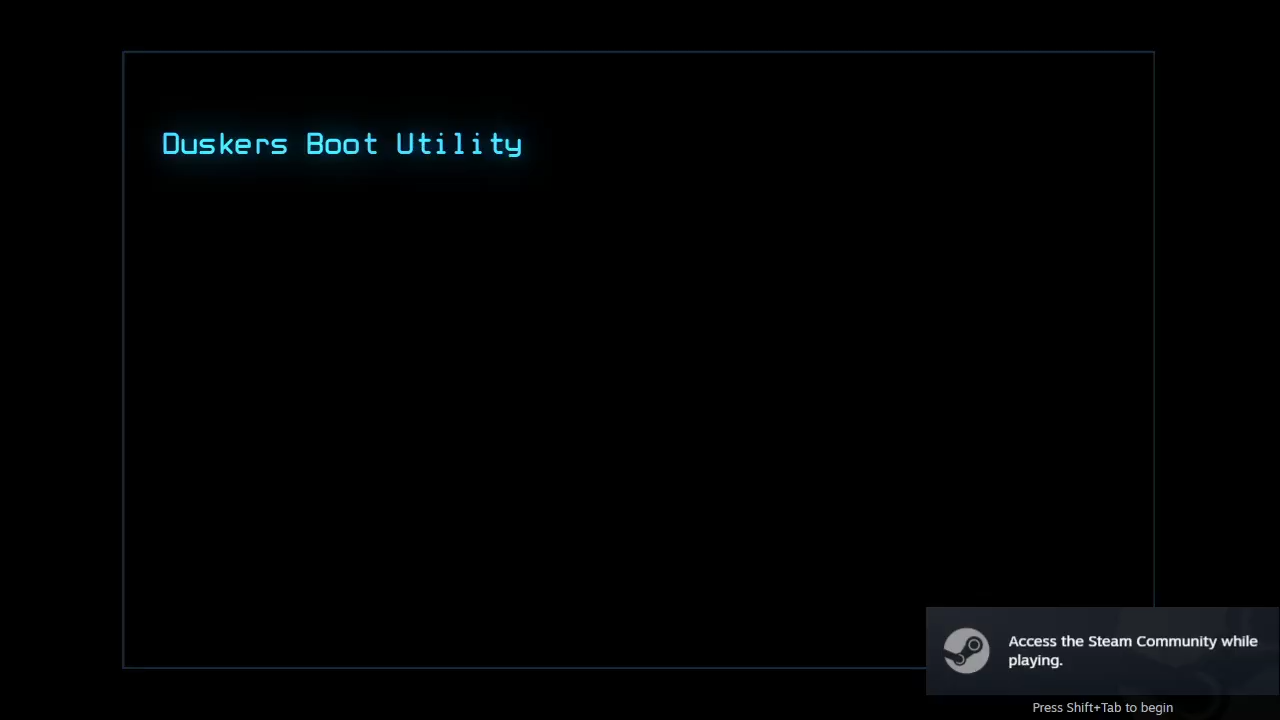 Duskers Boot Utility
Access the Steam Community while
playing.
Press Shift+Tab to begin